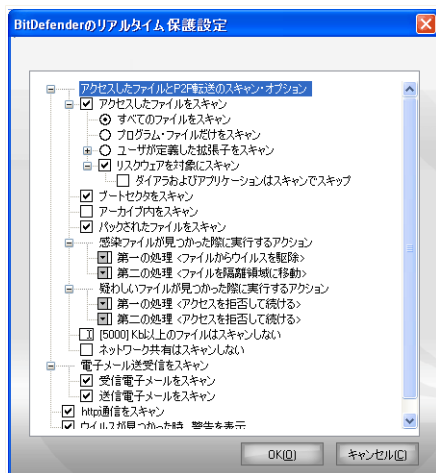 BitDefenderのリアルタイム保護設定
アクセスしたファイルとP2P転送のスキャン・オプション
アクセスしたファイルをスキャン
すべてのファイルをスキャン
プログラム・ファイルだけをスキャン
ユーザが定義した拡張子をスキャン
リスクウェアを対象にスキャン
ダイアラおよびアプリケーションはスキャンでスキップ
ブートセクタをスキャン
アーカイブ内をスキャン
パックされたファイルをスキャン
感染ファイルが見つかった際に実行するアクション
第一の処理 <ファイルからウイルスを駆除>
第二の処理 <ファイルを隔離領域に移動>
疑わしいファイルが見つかった際に実行するアクション
第一の処理 <アクセスを拒否して続ける>
第二の処理 <アクセスを拒否して続ける>
[5000] Kb以上のファイルはスキャンしない
ネットワーク共有はスキャンしない
電子メール送受信をスキャン
受信電子メールをスキャン
送信電子メールをスキャン
http通信をスキャン
ウイルスが見つかった時、警告を表示
OK(O) キャンセル(C)